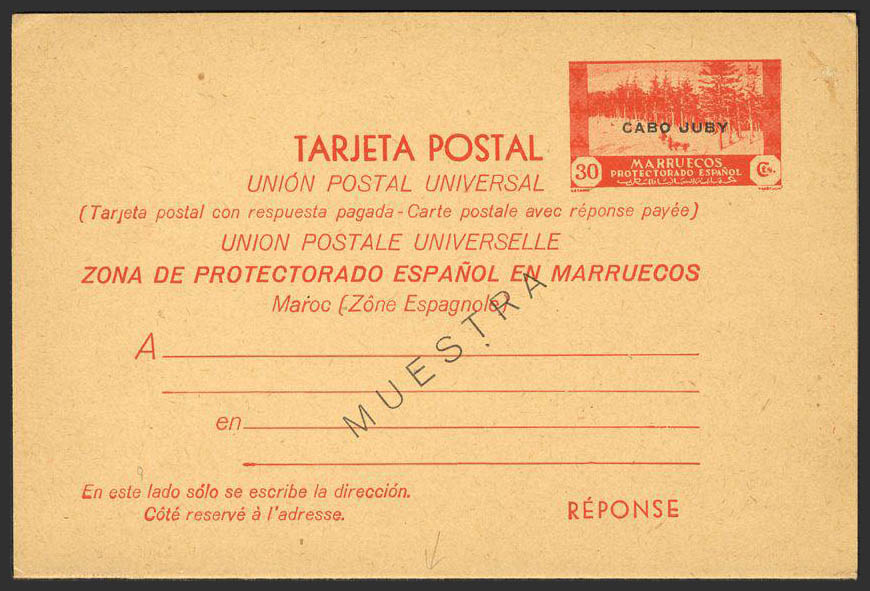 TARJETA POSTAL
CABO JUBY
30
MARRUECOS
PROTECTORADO ESPAÑOL
Cts.
UNIÓN POSTAL UNIVERSAL
(Tarjeta postal con respuesta pagada - Carte postale avec réponse payée)
UNION POSTALE UNIVERSELLE
ZONA DE PROTECTORADO ESPAÑOL EN MARRUECOS
Maroc (Zône Espagnole)
MUESTRA
A
en
En este lado sólo se escribe la dirección.
Côté reservé à l'adresse.
RÉPONSE